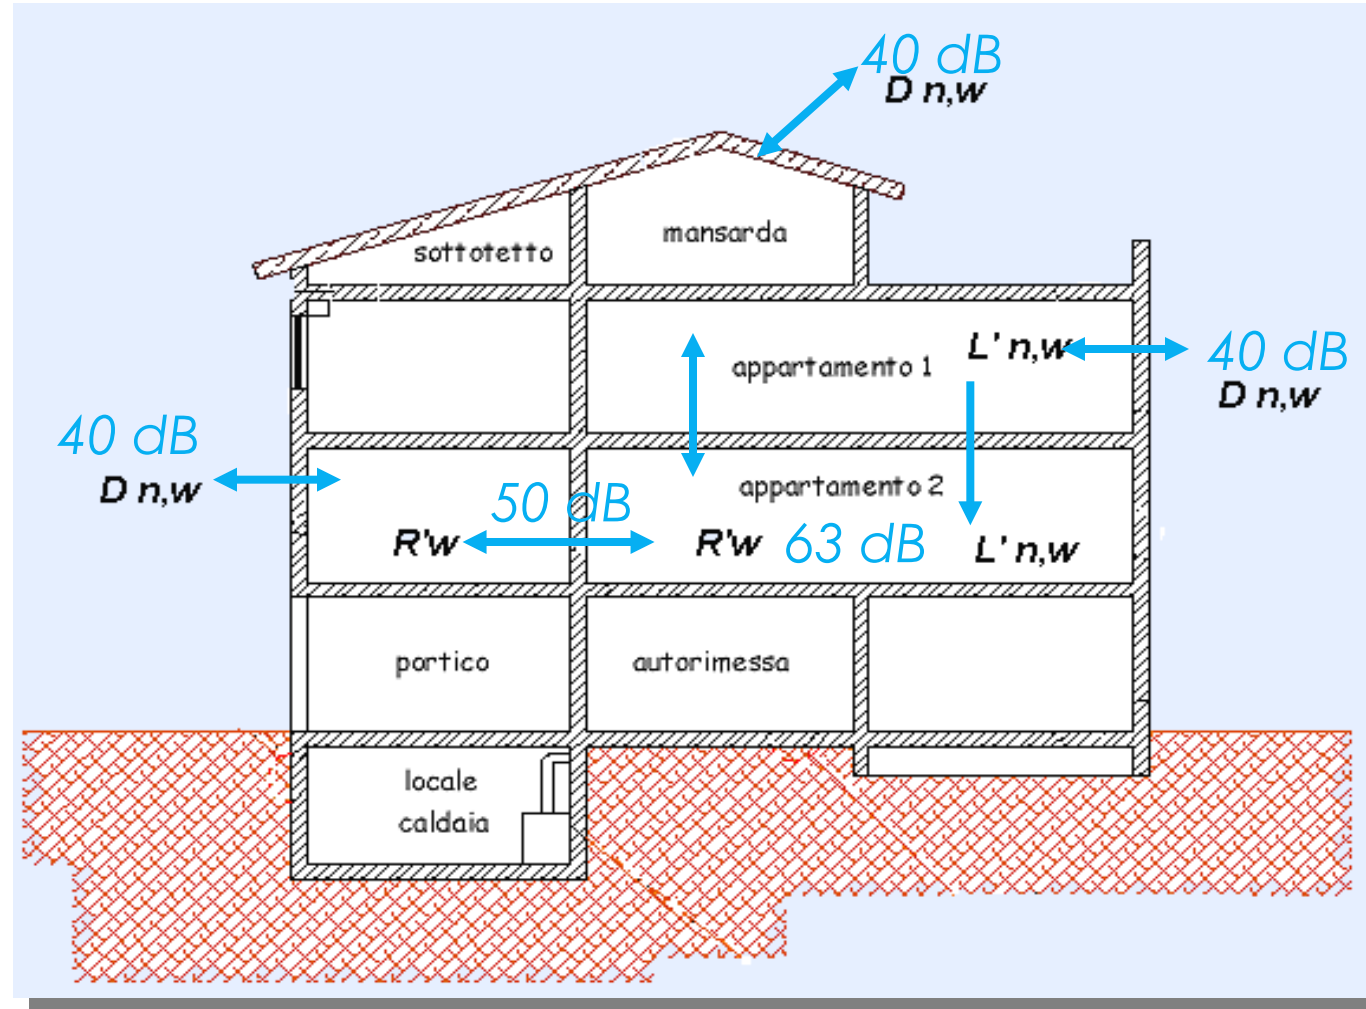 40 dB
D n,w
mansarda
sottotetto
L' n,w
40 dB
appartamento 1
D n,w
40 dB
D n,w
appartamento 2
50 dB
R'w
R'w
63 dB
L' n,w
portico
autorimessa
locale
caldaia